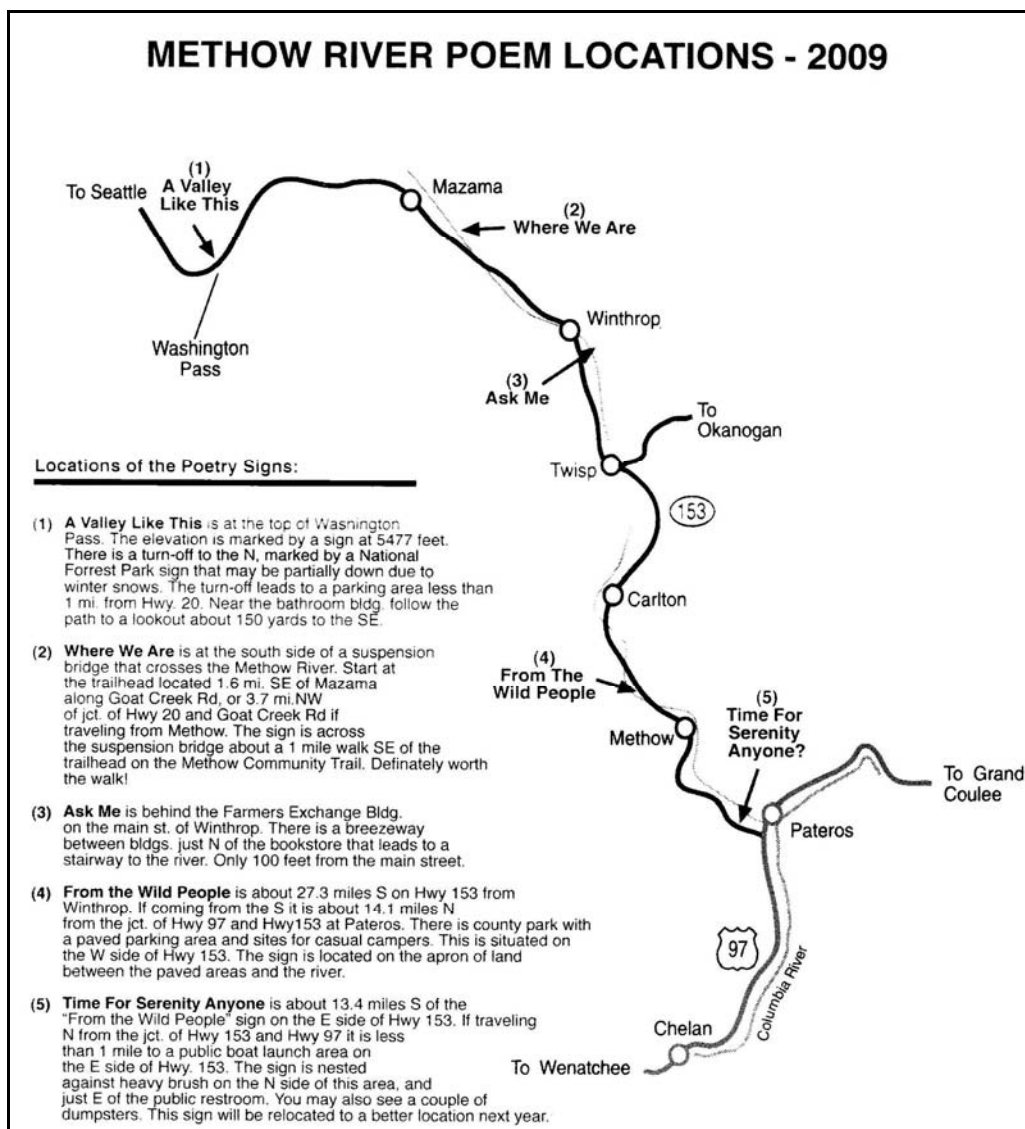 METHOW RIVER POEM LOCATIONS - 2009
(1)
A Valley
Like This
To Seattle
Mazama
(2)
Where We Are
Washington
Pass
Winthrop
(3)
Ask Me
To
Okanogan
Twisp
153
Carlton
(4)
From The
Wild People
(5)
Time For
Serenity
Anyone?
Methow
To Grand
Coulee
Pateros
97
Columbia River
Chelan
To Wenatchee
Locations of the Poetry Signs:
(1) A Valley Like This is at the top of Wasnington
Pass. The elevation is marked by a sign at 5477 feet.
There is a turn-off to the N, marked by a National
Forrest Park sign that may be partially down due to
winter snows. The turn-off leads to a parking area less than
1 mi. from Hwy. 20. Near the bathroom bldg. follow the
path to a lookout about 150 yards to the SE.
(2) Where We Are is at the south side of a suspension
bridge that crosses the Methow River. Start at
the trailhead located 1.6 mi. SE of Mazama
along Goat Creek Rd, or 3.7 mi.NW
of jct. of Hwy 20 and Goat Creek Rd if
traveling from Methow. The sign is across
the suspension bridge about a 1 mile walk SE of the
trailhead on the Methow Community Trail. Definately worth
the walk!
(3) Ask Me is behind the Farmers Exchange Bldg.
on the main st. of Winthrop. There is a breezeway
between bldgs. just N of the bookstore that leads to a
stairway to the river. Only 100 feet from the main street.
(4) From the Wild People is about 27.3 miles S on Hwy 153 from
Winthrop. If coming from the S it is about 14.1 miles N
from the jct. of Hwy 97 and Hwy153 at Pateros. There is county park with
a paved parking area and sites for casual campers. This is situated on
the W side of Hwy 153. The sign is located on the apron of land
between the paved areas and the river.
(5) Time For Serenity Anyone is about 13.4 miles S of the
"From the Wild People" sign on the E side of Hwy 153. If traveling
N from the jct. of Hwy 153 and Hwy 97 it is less
than 1 mile to a public boat launch area on
the E side of Hwy. 153. The sign is nested
against heavy brush on the N side of this area, and
just E of the public restroom. You may also see a couple of
dumpsters. This sign will be relocated to a better location next year.